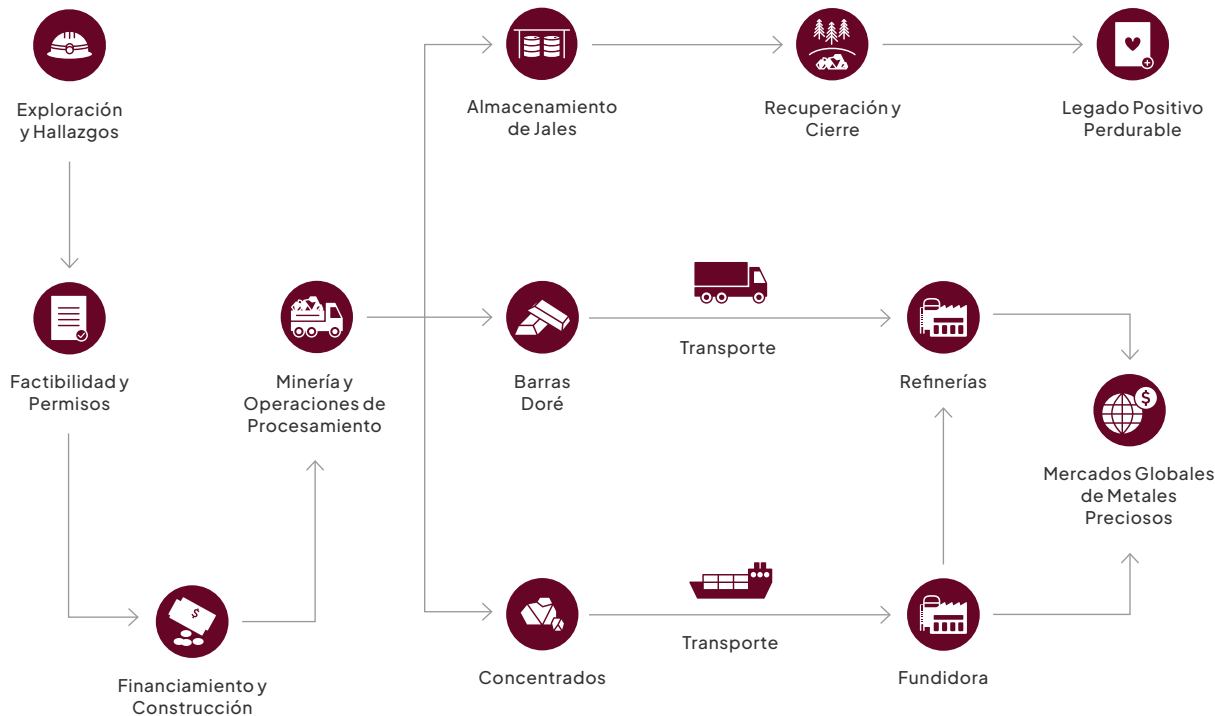 Exploración
y Hallazgos
Almacenamiento
de Jales
Recuperación y
Cierre
Legado Positivo
Perdurable
Factibilidad y
Permisos
Minería y
Operaciones de
Procesamiento
Barras
Doré
Transporte
Refinerías
$
Mercados Globales
de Metales
Preciosos
$
Financiamiento y
Construcción
Concentrados
Transporte
Fundidora